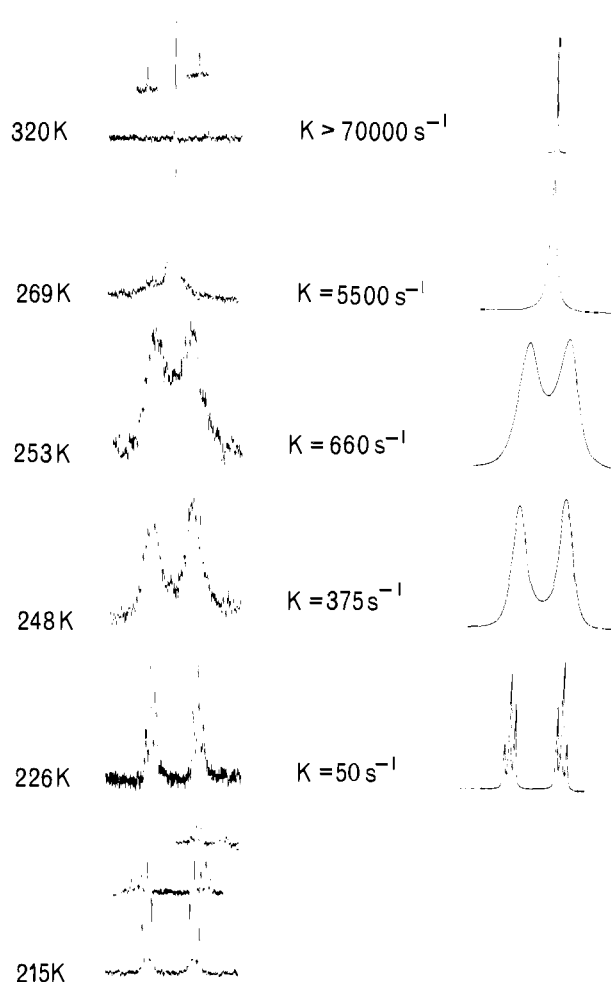 320K K > 70000 s⁻¹
269K K = 5500 s⁻¹
253K K = 660 s⁻¹
248K K = 375 s⁻¹
226K K = 50 s⁻¹
215K